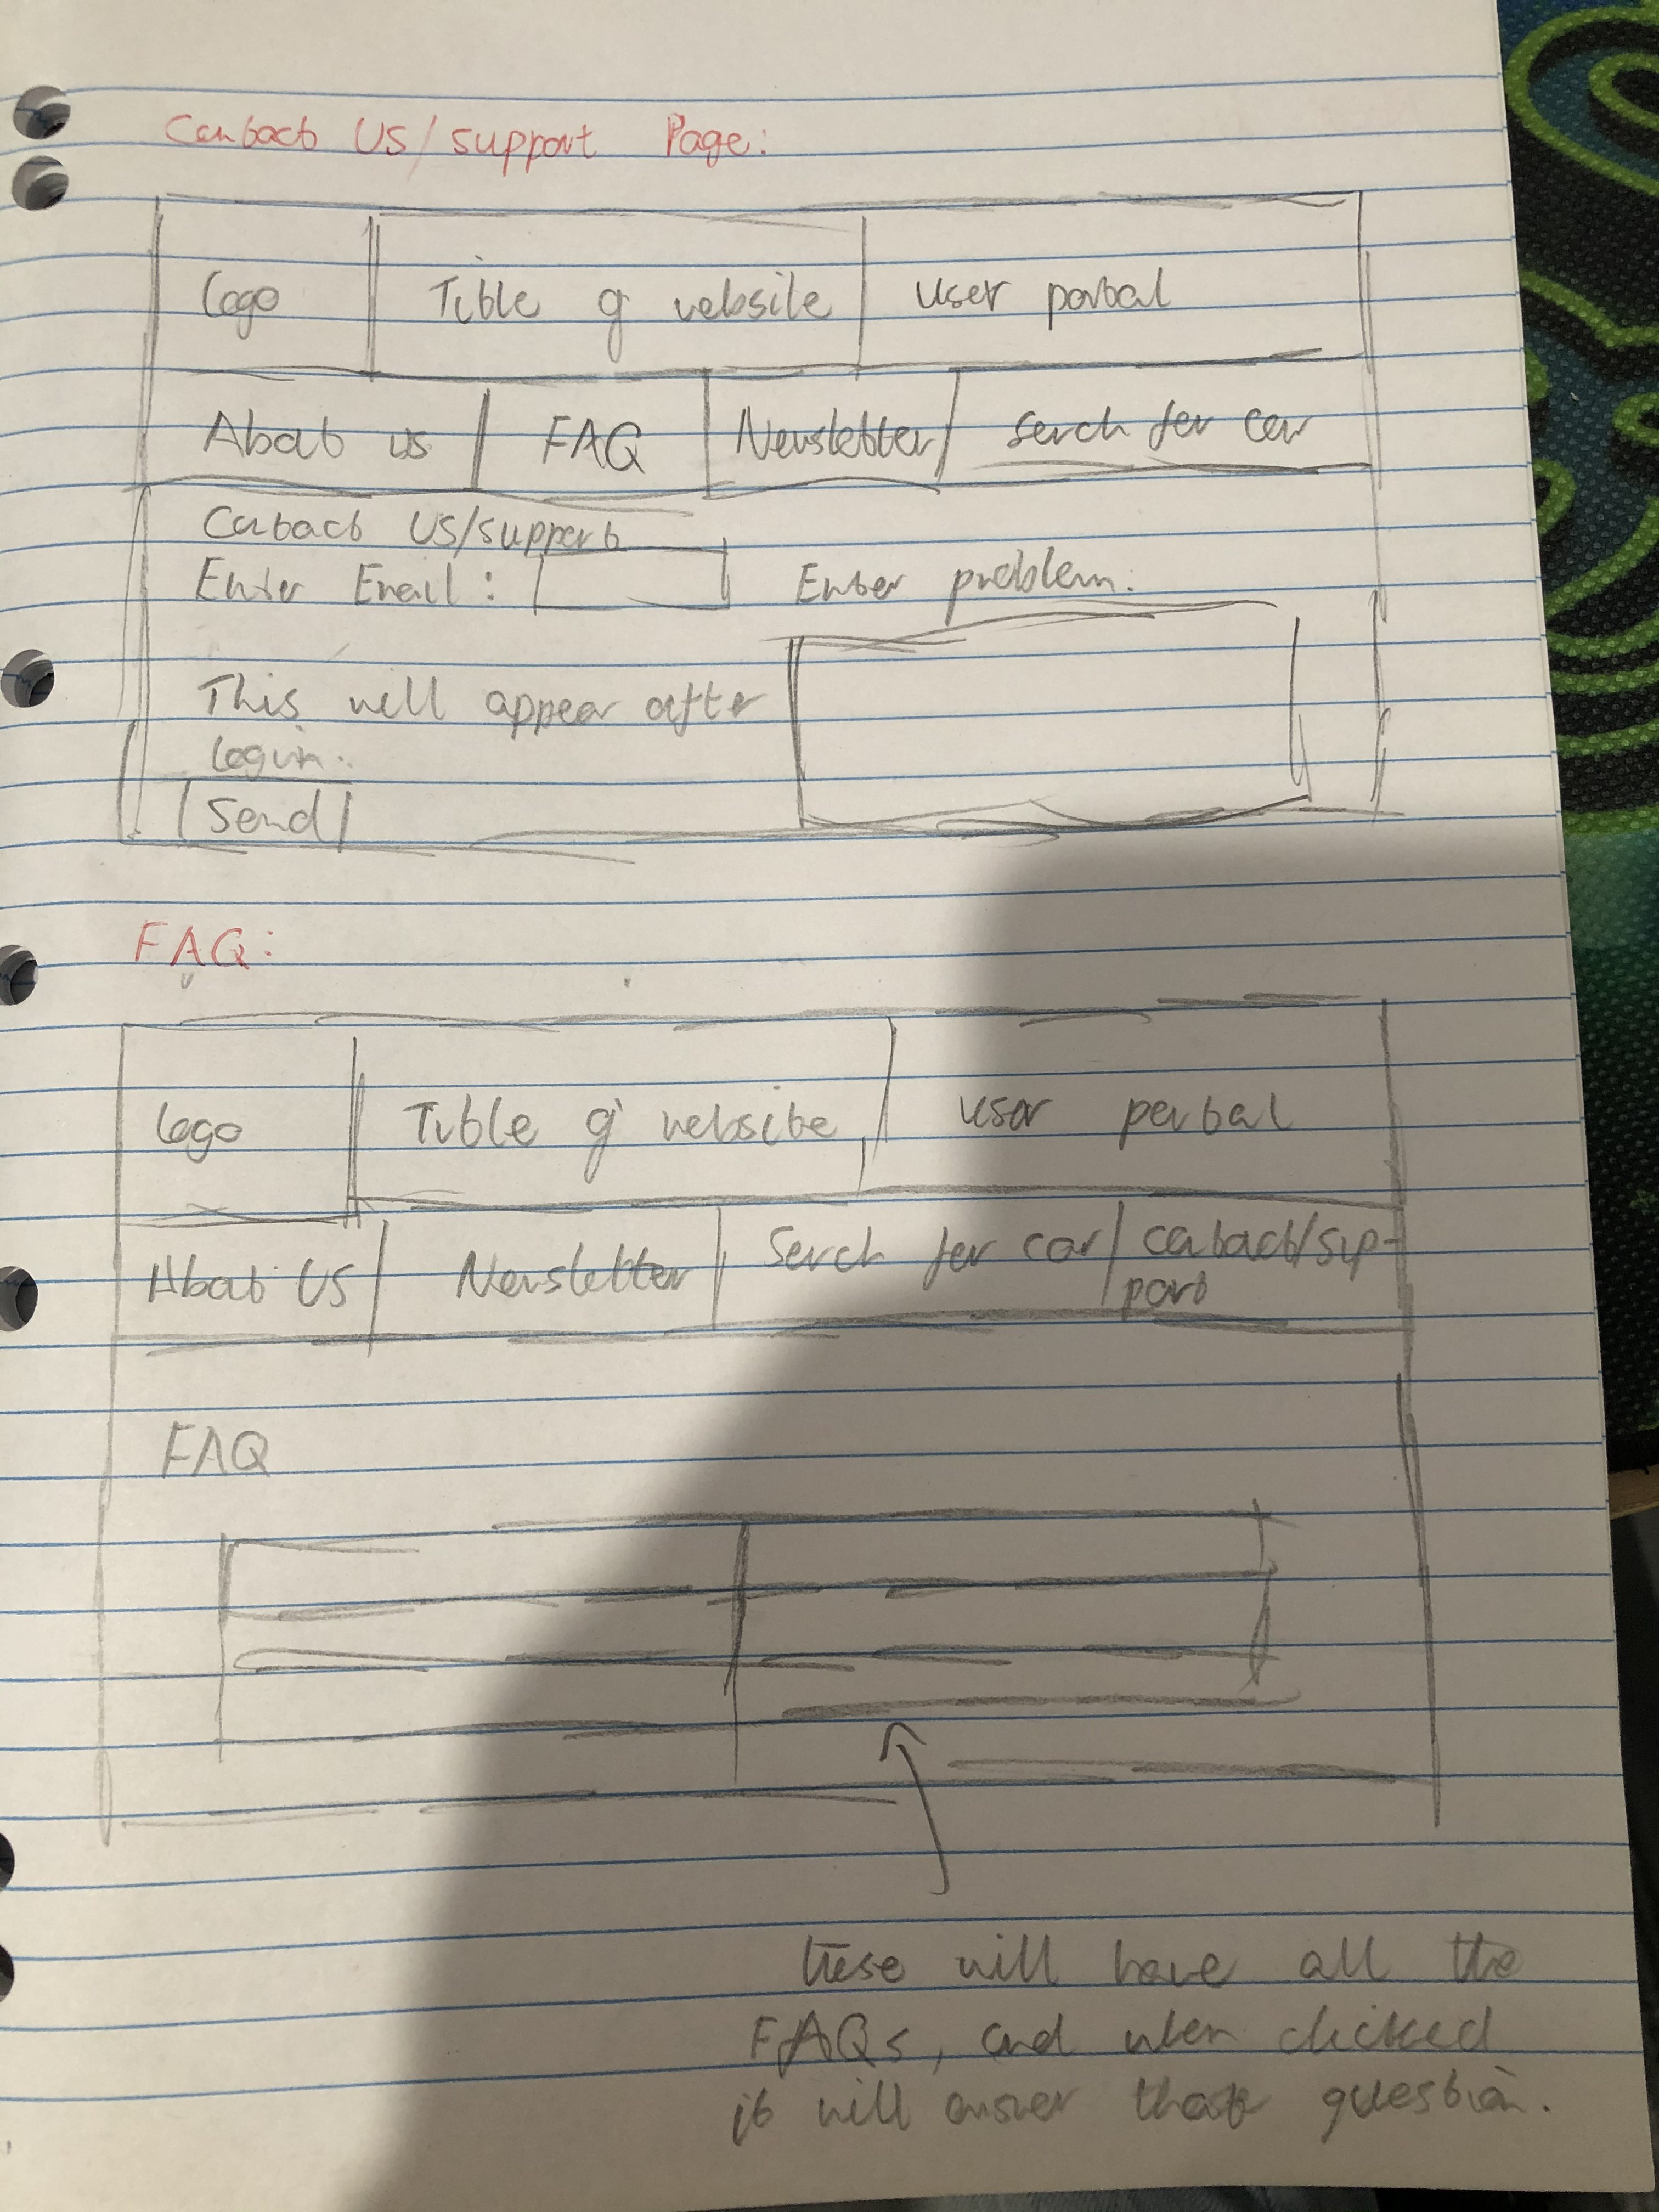 Contact US/support Page:
logo Title of website User portal
About us FAQ Newsletter Serch for car
Contact US/support
Enter Email: Enter problem:
This will appear after
login.
Send
FAQ:
logo Title of website user portal
About US Newsletter Serch for car contact/sup-
port
FAQ
these will have all the
FAQs, and when clicked
it will answer that question.